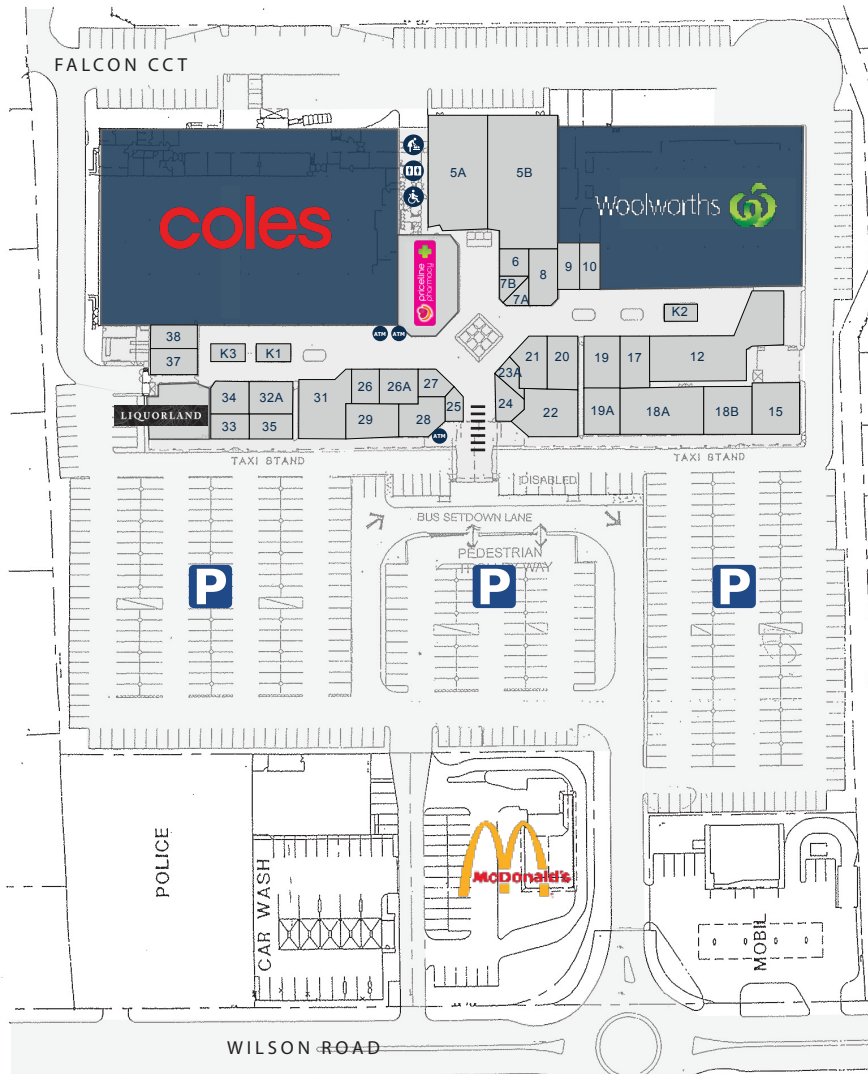 FALCON CCT
5A
5B
coles
Woolworths
priceline
pharmacy
6
8
9
10
7B
7A
K2
ATM
ATM
38
37
K3
K1
21
20
19
17
12
23A
26
26A
27
31
34
32A
25
24
LIQUORLAND
33
35
29
28
22
19A
18A
18B
15
ATM
TAXI STAND
TAXI STAND
DISABLED
BUS SETDOWN LANE
PEDESTRIAN
P
P
P
POLICE
CAR WASH
McDonald's
MOBIL
WILSON ROAD